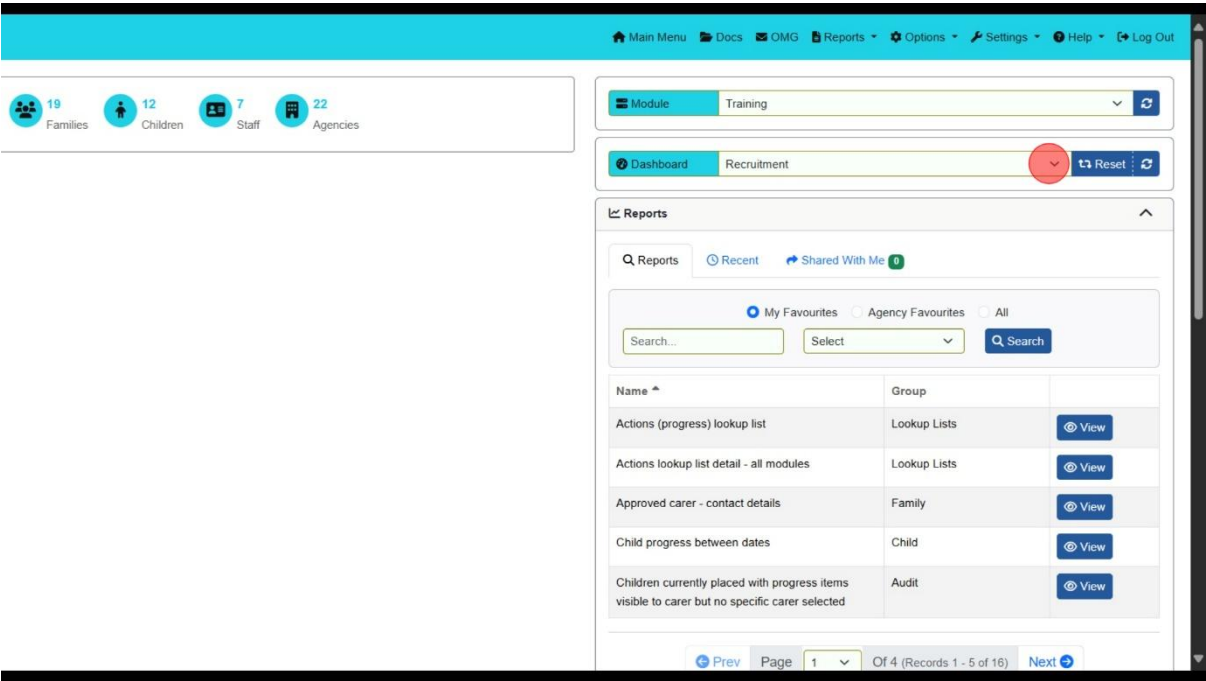 Main Menu Docs OMG Reports Options Settings Help Log Out
19 Families 12 Children 7 Staff 22 Agencies
Module Training
Dashboard Recruitment Reset
Reports
Reports Recent Shared With Me 0
My Favourites Agency Favourites All
Search... Select Search
Name Group
Actions (progress) lookup list Lookup Lists View
Actions lookup list detail - all modules Lookup Lists View
Approved carer - contact details Family View
Child progress between dates Child View
Children currently placed with progress items Audit View
visible to carer but no specific carer selected
Prev Page 1 Of 4 (Records 1 - 5 of 16) Next